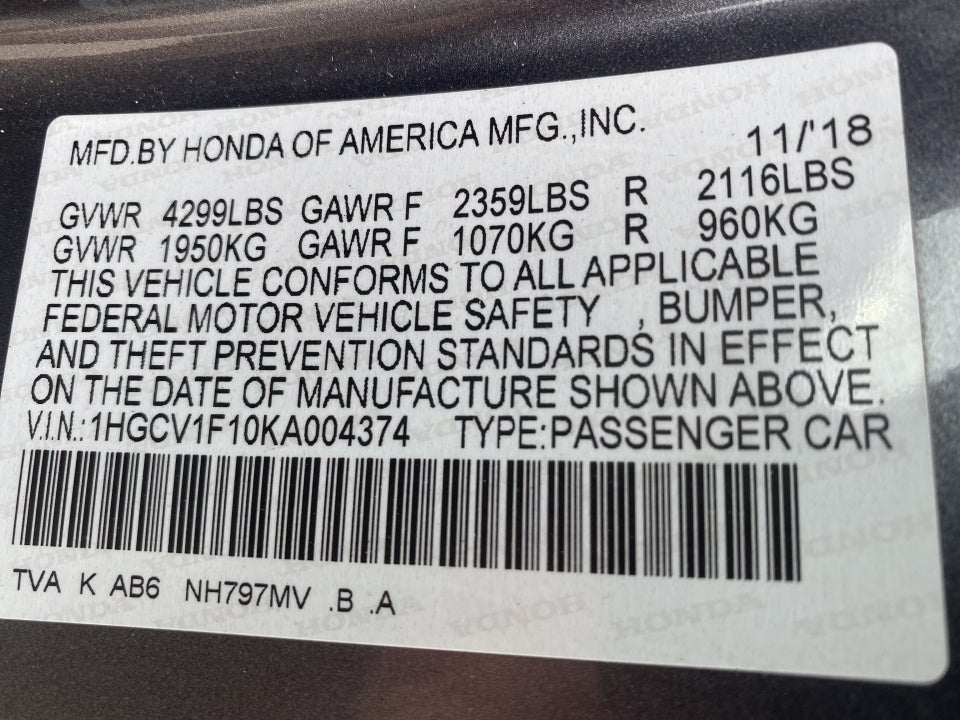 MFD.BY HONDA OF AMERICA MFG.,INC. 11/'18
GVWR 4299LBS GAWR F 2359LBS R 2116LBS
GVWR 1950KG GAWR F 1070KG R 960KG
THIS VEHICLE CONFORMS TO ALL APPLICABLE
FEDERAL MOTOR VEHICLE SAFETY , BUMPER,
AND THEFT PREVENTION STANDARDS IN EFFECT
ON THE DATE OF MANUFACTURE SHOWN ABOVE.
V.I.N.:1HGCV1F10KA004374 TYPE:PASSENGER CAR
TVA K AB6 NH797MV .B .A